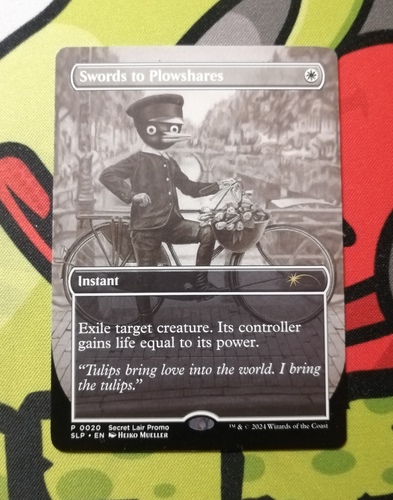 Swords to Plowshares
Instant
Exile target creature. Its controller
gains life equal to its power.
“Tulips bring love into the world. I bring
the tulips.”
P 0020 Secret Lair Promo
SLP • EN Heiko Mueller
™ & © 2024 Wizards of the Coast